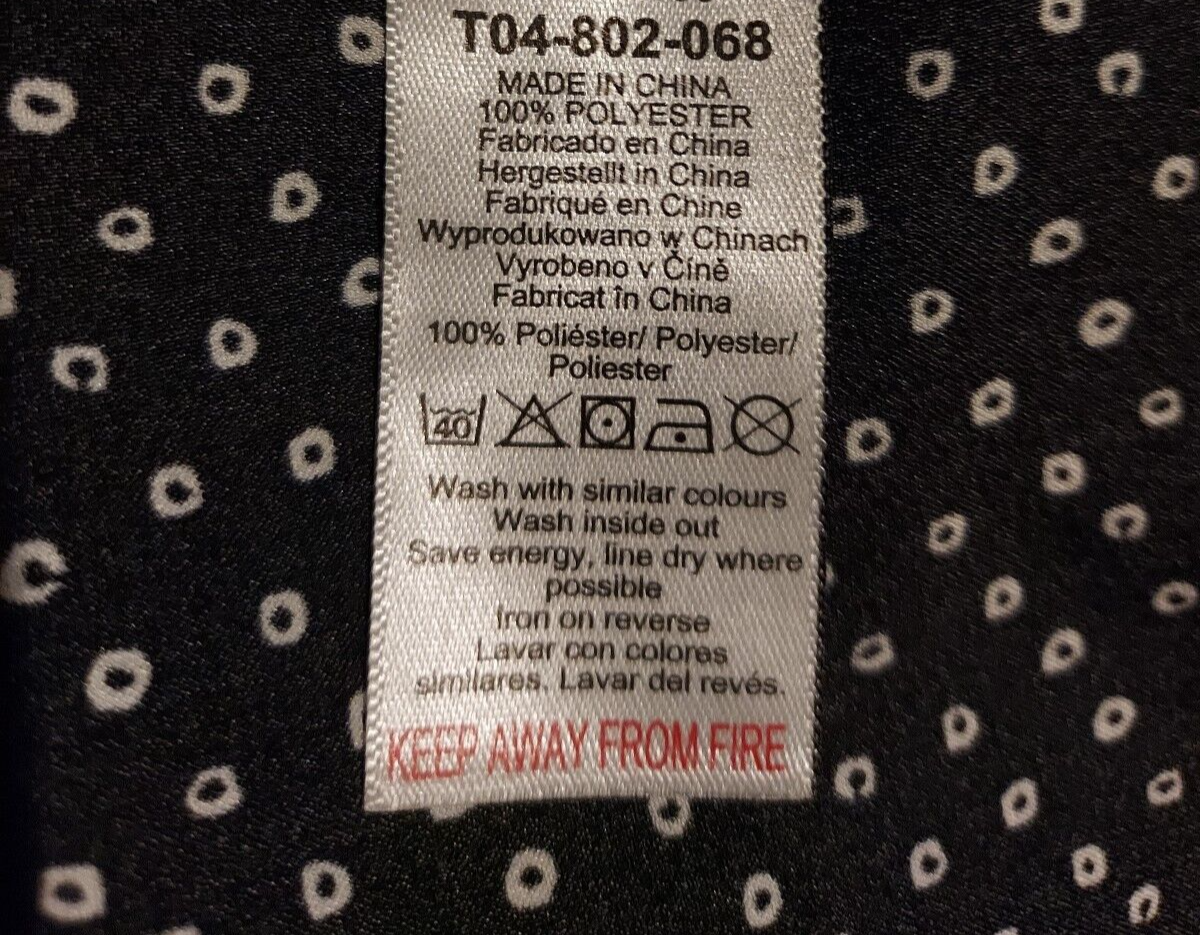 T04-802-068
MADE IN CHINA
100% POLYESTER
Fabricado en China
Hergestellt in China
Fabriqué en Chine
Wyprodukowano w Chinach
Vyrobeno v Číně
Fabricat în China
100% Poliéster/ Polyester/
Poliester
40
Wash with similar colours
Wash inside out
Save energy, line dry where
possible
Iron on reverse
Lavar con colores
similares. Lavar del revés.
KEEP AWAY FROM FIRE